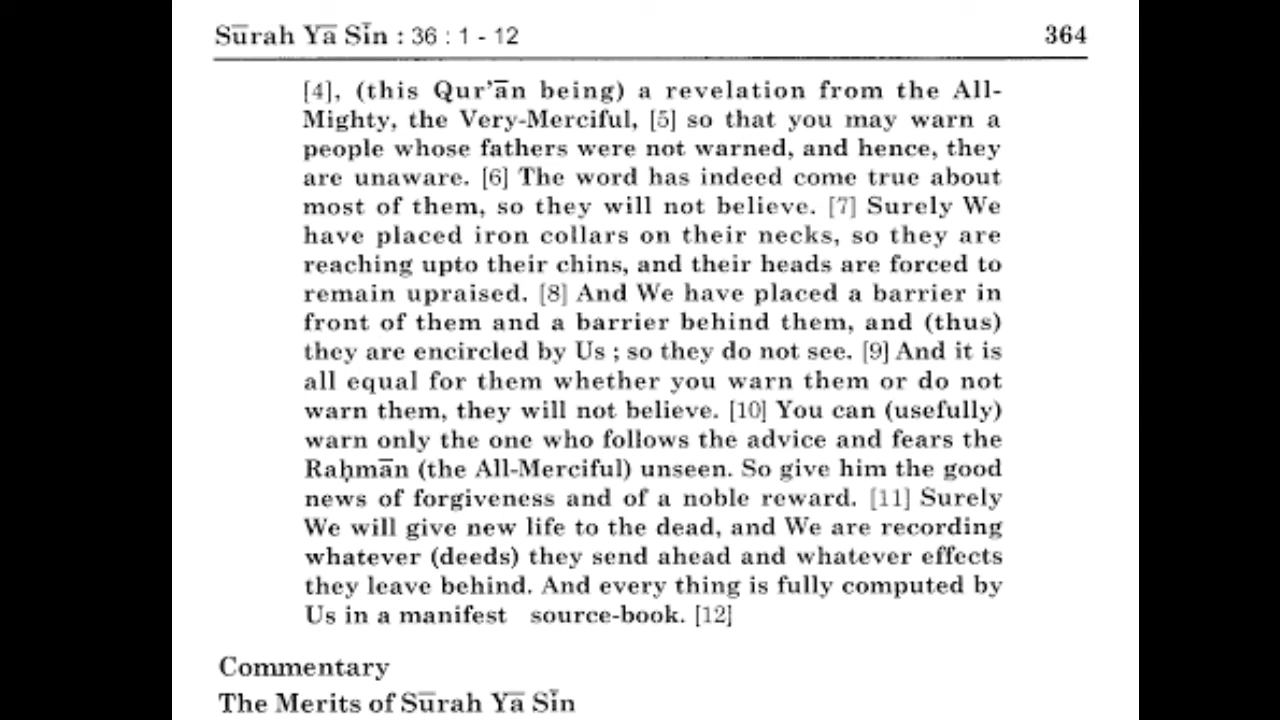 Sūrah Yā Sīn : 36 : 1 - 12 364
[4], (this Qur’ān being) a revelation from the All-
Mighty, the Very-Merciful, [5] so that you may warn a
people whose fathers were not warned, and hence, they
are unaware. [6] The word has indeed come true about
most of them, so they will not believe. [7] Surely We
have placed iron collars on their necks, so they are
reaching upto their chins, and their heads are forced to
remain upraised. [8] And We have placed a barrier in
front of them and a barrier behind them, and (thus)
they are encircled by Us ; so they do not see. [9] And it is
all equal for them whether you warn them or do not
warn them, they will not believe. [10] You can (usefully)
warn only the one who follows the advice and fears the
Raḥmān (the All-Merciful) unseen. So give him the good
news of forgiveness and of a noble reward. [11] Surely
We will give new life to the dead, and We are recording
whatever (deeds) they send ahead and whatever effects
they leave behind. And every thing is fully computed by
Us in a manifest source-book. [12]
Commentary
The Merits of Sūrah Yā Sīn